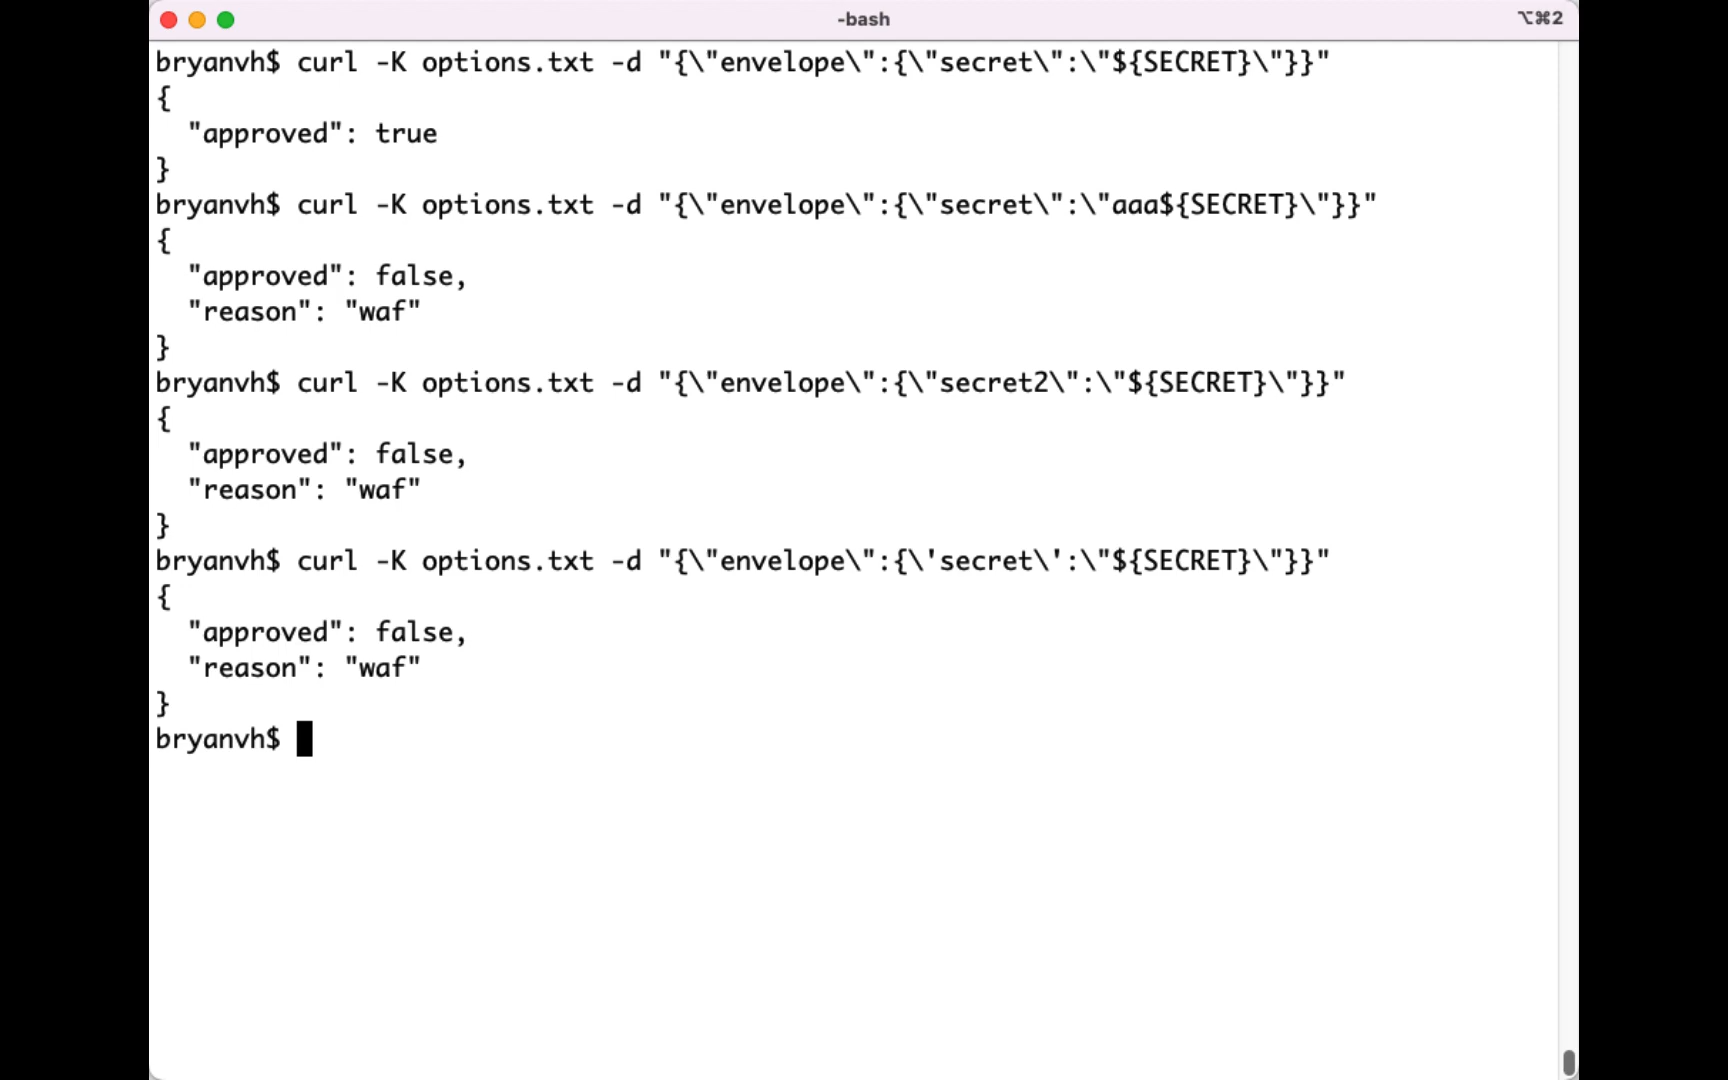 -bash
⌥⌘2
bryanvh$ curl -K options.txt -d "{\"envelope\":{\"secret\":\"${SECRET}\"}}"
{
  "approved": true
}
bryanvh$ curl -K options.txt -d "{\"envelope\":{\"secret\":\"aaa${SECRET}\"}}"
{
  "approved": false,
  "reason": "waf"
}
bryanvh$ curl -K options.txt -d "{\"envelope\":{\"secret2\":\"${SECRET}\"}}"
{
  "approved": false,
  "reason": "waf"
}
bryanvh$ curl -K options.txt -d "{\"envelope\":{\'secret\':\"${SECRET}\"}}"
{
  "approved": false,
  "reason": "waf"
}
bryanvh$